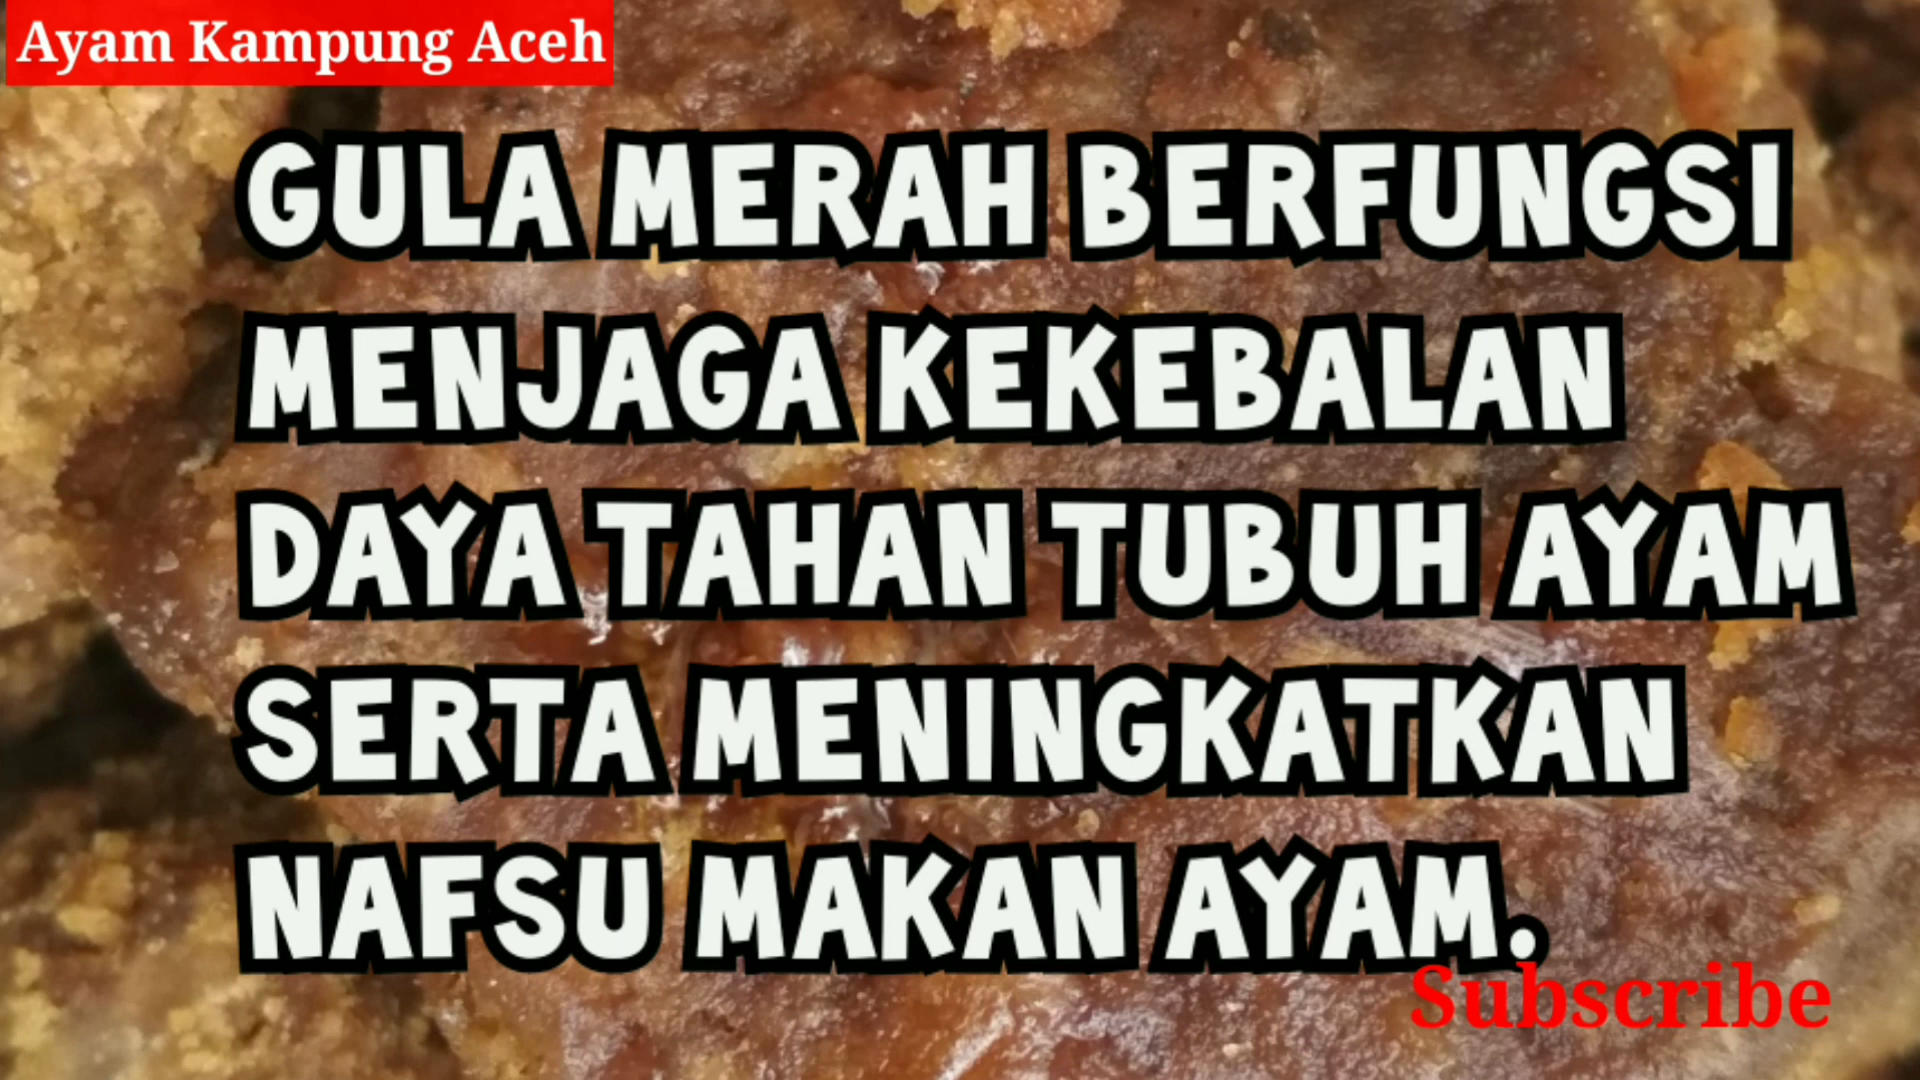 Ayam Kampung Aceh
GULA MERAH BERFUNGSI
MENJAGA KEKEBALAN
DAYA TAHAN TUBUH AYAM
SERTA MENINGKATKAN
NAFSU MAKAN AYAM.
Subscribe